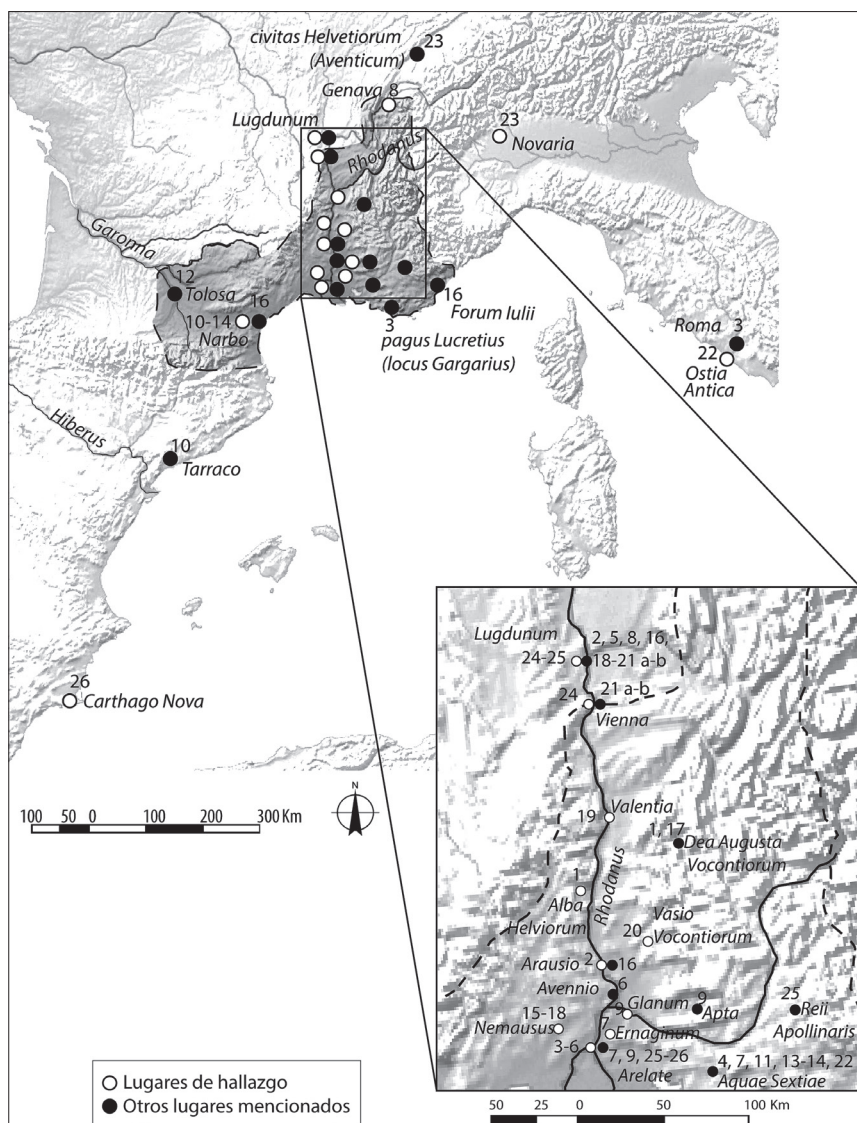 civitas Helvetiorum
(Aventicum)
23
Genava
8
Lugdunum
Rhodanus
23
Novaria
Garonna
12
Tolosa
10-14
Narbo
16
16
Forum Iulii
3
pagus Lucretius
(locus Gargarius)
Roma
3
22
Ostia
Antica
Hiberus
10
Tarraco
26
Carthago Nova
N
100 50 0 100 200 300 Km
Lugdunum
2, 5, 8, 16,
24-25
18-21 a-b
24
21 a-b
Vienna
Valentia
19
1, 17
Dea Augusta
Vocontiorum
1
Alba
Helviorum
Rhodanus
20
Vasio
Vocontiorum
Arausio
2
16
Avennio
6
9
Glanum
9
Apta
25
Reii
Apollinaris
15-18
Nemausus
7
Ernaginum
3-6
7, 9, 25-26
Arelate
4, 7, 11, 13-14, 22
Aquae Sextiae
Lugares de hallazgo
Otros lugares mencionados
50 25 0 50 100 Km